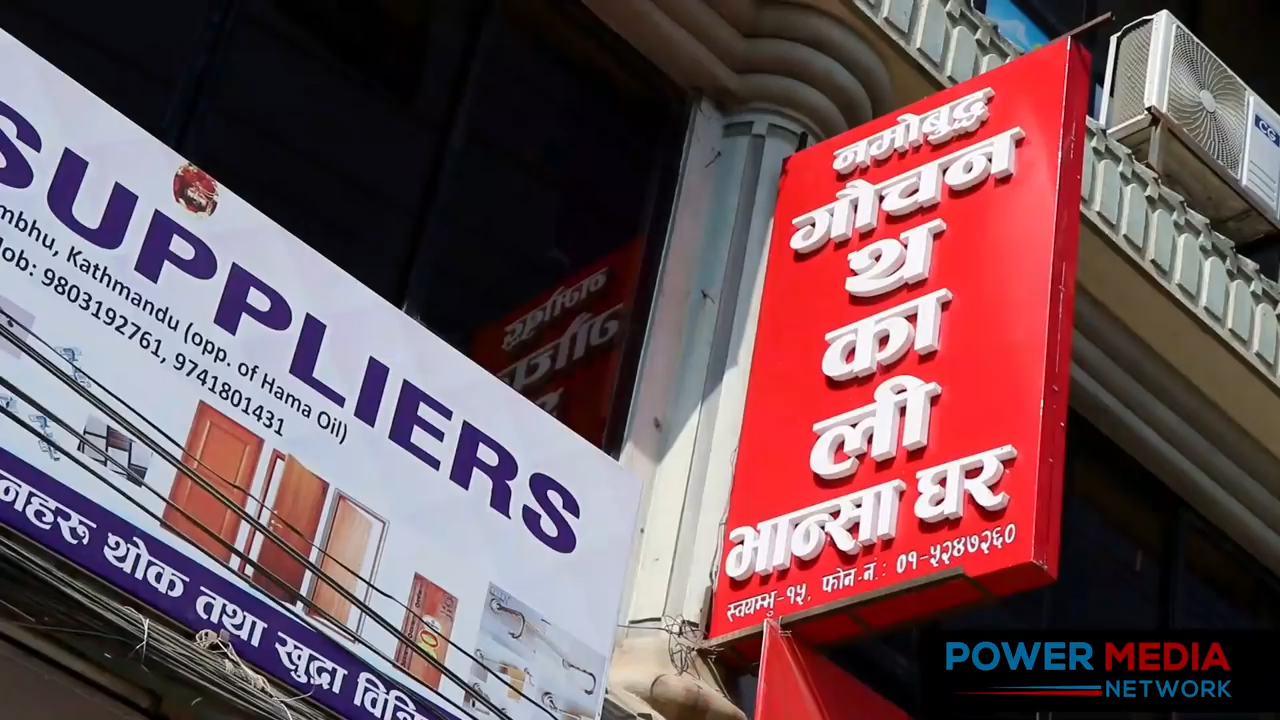 SUPPLIERS
mbhu, Kathmandu (opp. of Hama Oil)
Mob: 9803192761, 9741801431
नहरू थोक तथा खुद्रा
नमोबुद्ध
गोचन
थ
का
ली
भान्सा घर
स्वयम्भु-१५, फोन नं.: ०१-५२४७२६०
CG
POWER MEDIA
NETWORK